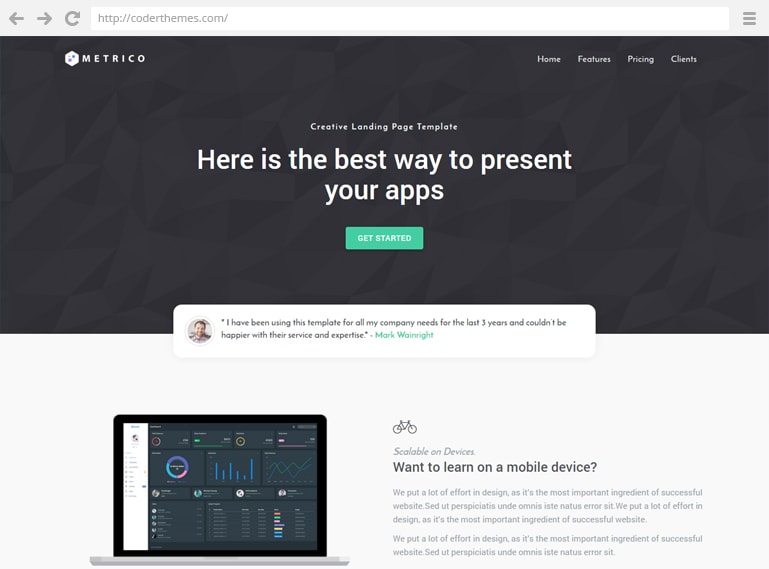 http://coderthemes.com/
METRICO
Home Features Pricing Clients
Creative Landing Page Template
Here is the best way to present
your apps
GET STARTED
" I have been using this template for all my company needs for the last 3 years and couldn't be
happier with their service and expertise." - Mark Wainright
Scalable on Devices.
Want to learn on a mobile device?
We put a lot of effort in design, as it's the most important ingredient of successful
website.Sed ut perspiciatis unde omnis iste natus error sit.We put a lot of effort in
design, as it's the most important ingredient of successful website.
We put a lot of effort in design, as it's the most important ingredient of successful
website.Sed ut perspiciatis unde omnis iste natus error sit.